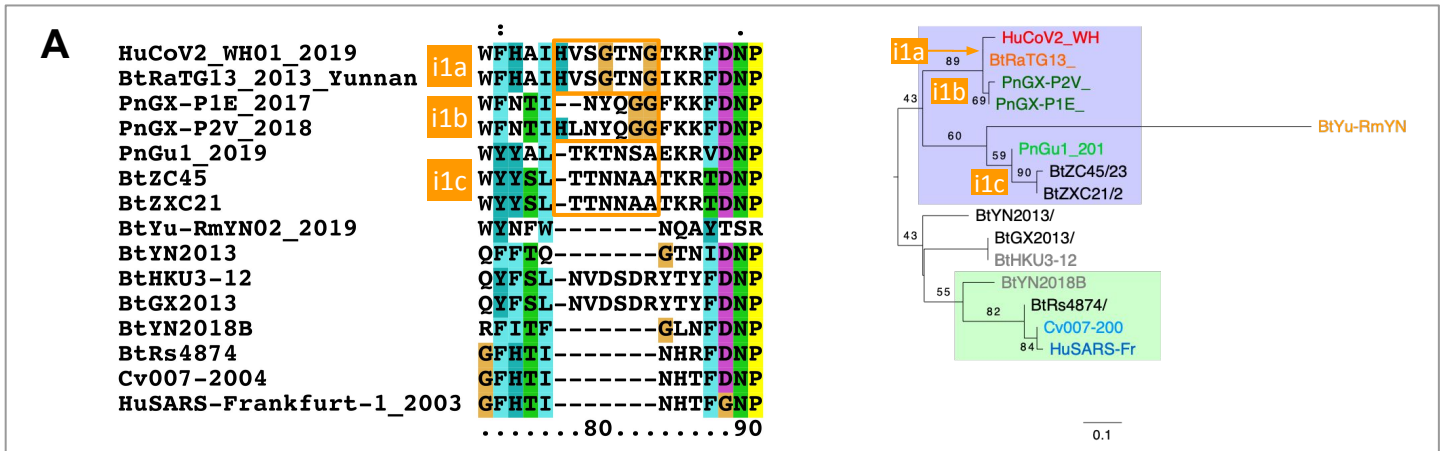 A
:
.
HuCoV2_WH01_2019 i1a WFHAIHVSGTNGTKRFDNP
BtRaTG13_2013_Yunnan WFHAIHVSGTNGIKRFDNP
PnGX-P1E_2017 i1b WFNTI--NYQGGFKKFDNP
PnGX-P2V_2018 WFNTIHLNYQGGFKKFDNP
PnGu1_2019 WYYAL-TKTNSAEKRVDNP
BtZC45 i1c WYYSL-TTNNAATKRTDNP
BtZXC21 WYYSL-TTNNAATKRTDNP
BtYu-RmYN02_2019 WYNFW-------NQAYTSR
BtYN2013 QFFTQ-------GTNIDNP
BtHKU3-12 QYFSL-NVDSDRYTYFDNP
BtGX2013 QYFSL-NVDSDRYTYFDNP
BtYN2018B RFITF-------GLNFDNP
BtRs4874 GFHTI-------NHRFDNP
Cv007-2004 GFHTI-------NHTFDNP
HuSARS-Frankfurt-1_2003 GFHTI-------NHTFGNP
.......80........90
HuCoV2_WH
i1a
89
BtRaTG13_
i1b
PnGX-P2V_
69
PnGX-P1E_
43
BtYu-RmYN
60
PnGu1_201
59
BtZC45/23
90
i1c
BtZXC21/2
BtYN2013/
43
BtGX2013/
BtHKU3-12
BtYN2018B
55
BtRs4874/
82
Cv007-200
84
HuSARS-Fr
0.1